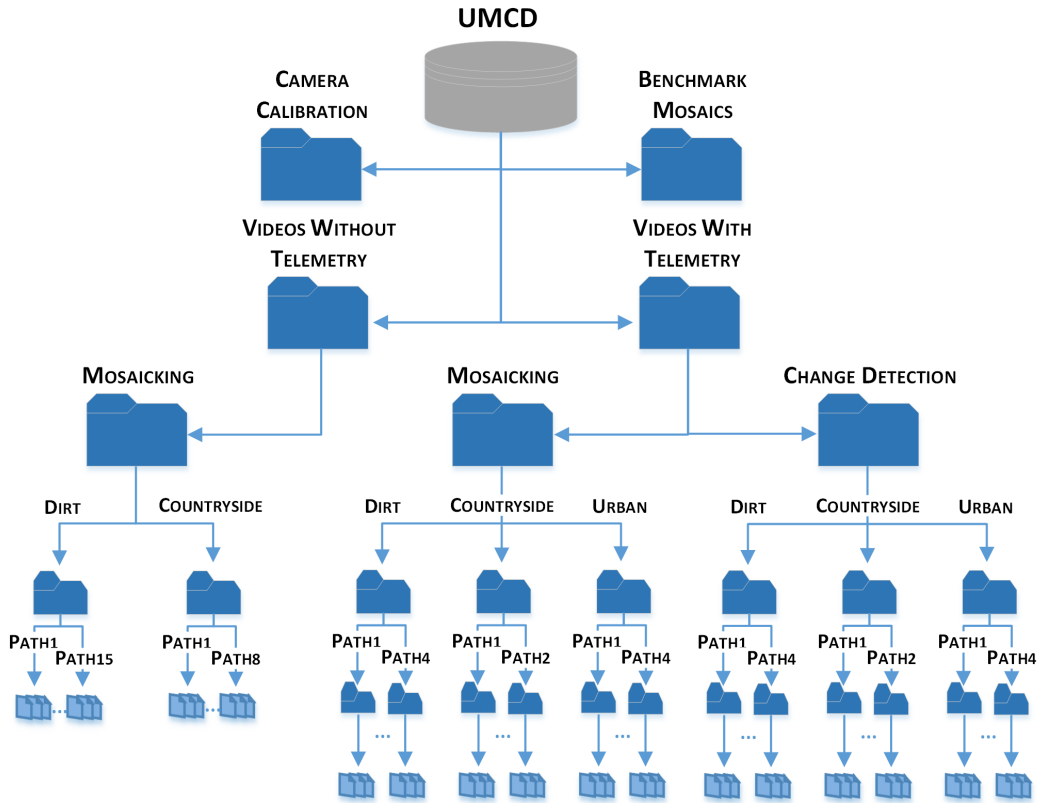 UMCD
CAMERA
CALIBRATION
BENCHMARK
MOSAICS
VIDEOS WITHOUT
TELEMETRY
VIDEOS WITH
TELEMETRY
MOSAICKING
MOSAICKING
CHANGE DETECTION
DIRT
COUNTRYSIDE
DIRT
COUNTRYSIDE
URBAN
DIRT
COUNTRYSIDE
URBAN
PATH1
PATH15
PATH1
PATH8
PATH1
PATH4
PATH1
PATH2
PATH1
PATH4
PATH1
PATH4
PATH1
PATH2
PATH1
PATH4
...
...
...
...
...
...
...
...